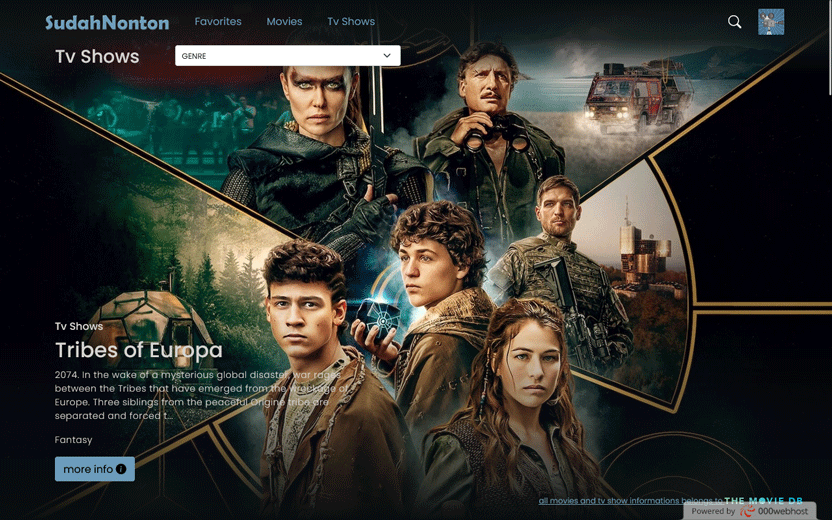 SudahNonton Favorites Movies Tv Shows
Tv Shows GENRE
Tv Shows
Tribes of Europa
2074. In the wake of a mysterious global disaster, war rages
between the Tribes that have emerged from the wreckage of
Europe. Three siblings from the peaceful Origine tribe are
separated and forced t...
Fantasy
more info
all movies and tv show informations belongs to THE MOVIE DB
Powered by 000webhost